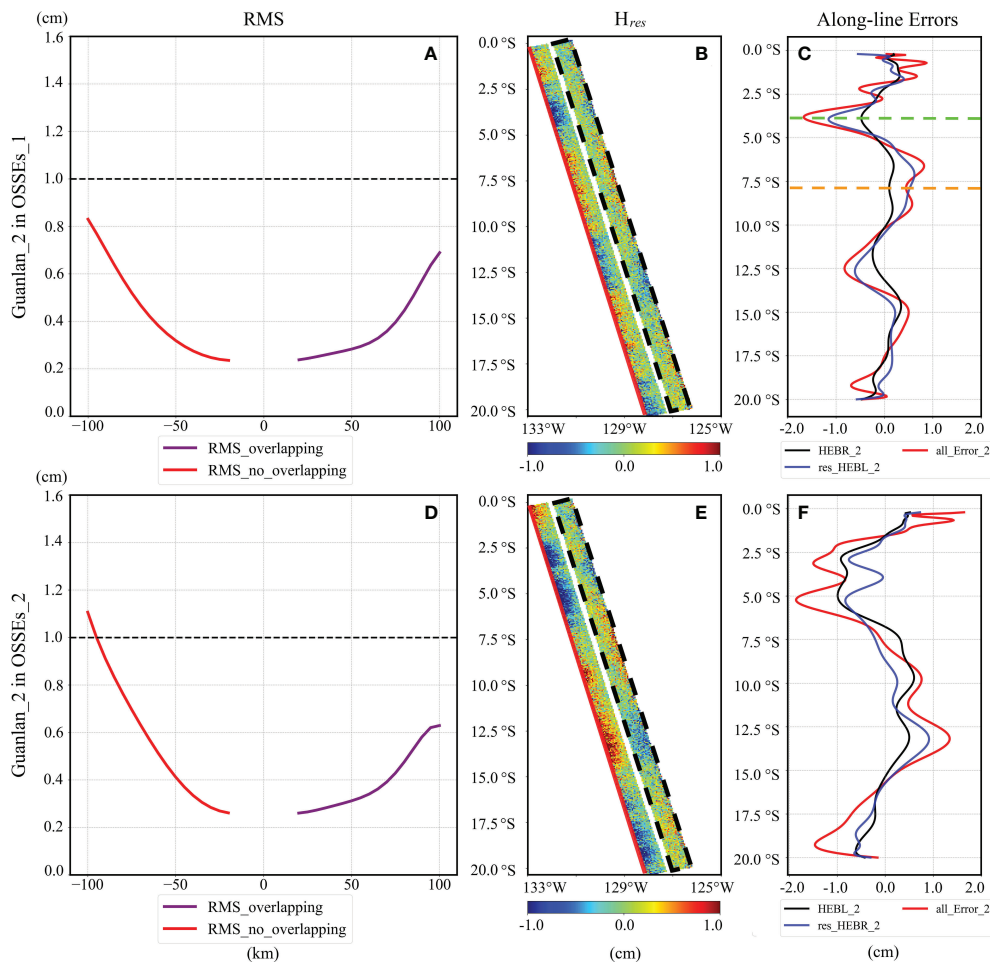 (cm) RMS H_res Along-line Errors
Guanlan_2 in OSSEs_1
A
1.6
1.4
1.2
1.0
0.8
0.6
0.4
0.2
0.0
−100 −50 0 50 100
RMS_overlapping
RMS_no_overlapping
B
0.0 °S
2.5 °S
5.0 °S
7.5 °S
10.0 °S
12.5 °S
15.0 °S
17.5 °S
20.0 °S
133°W 129°W 125°W
-1.0 0.0 1.0
C
0.0 °S
2.5 °S
5.0 °S
7.5 °S
10.0 °S
12.5 °S
15.0 °S
17.5 °S
20.0 °S
-2.0 -1.0 0.0 1.0 2.0
HEBR_2 all_Error_2
res_HEBL_2
(cm)
Guanlan_2 in OSSEs_2
D
1.6
1.4
1.2
1.0
0.8
0.6
0.4
0.2
0.0
−100 −50 0 50 100
RMS_overlapping
RMS_no_overlapping
(km)
E
0.0 °S
2.5 °S
5.0 °S
7.5 °S
10.0 °S
12.5 °S
15.0 °S
17.5 °S
20.0 °S
133°W 129°W 125°W
-1.0 0.0 1.0
(cm)
F
0.0 °S
2.5 °S
5.0 °S
7.5 °S
10.0 °S
12.5 °S
15.0 °S
17.5 °S
20.0 °S
-2.0 -1.0 0.0 1.0 2.0
HEBL_2 all_Error_2
res_HEBR_2
(cm)